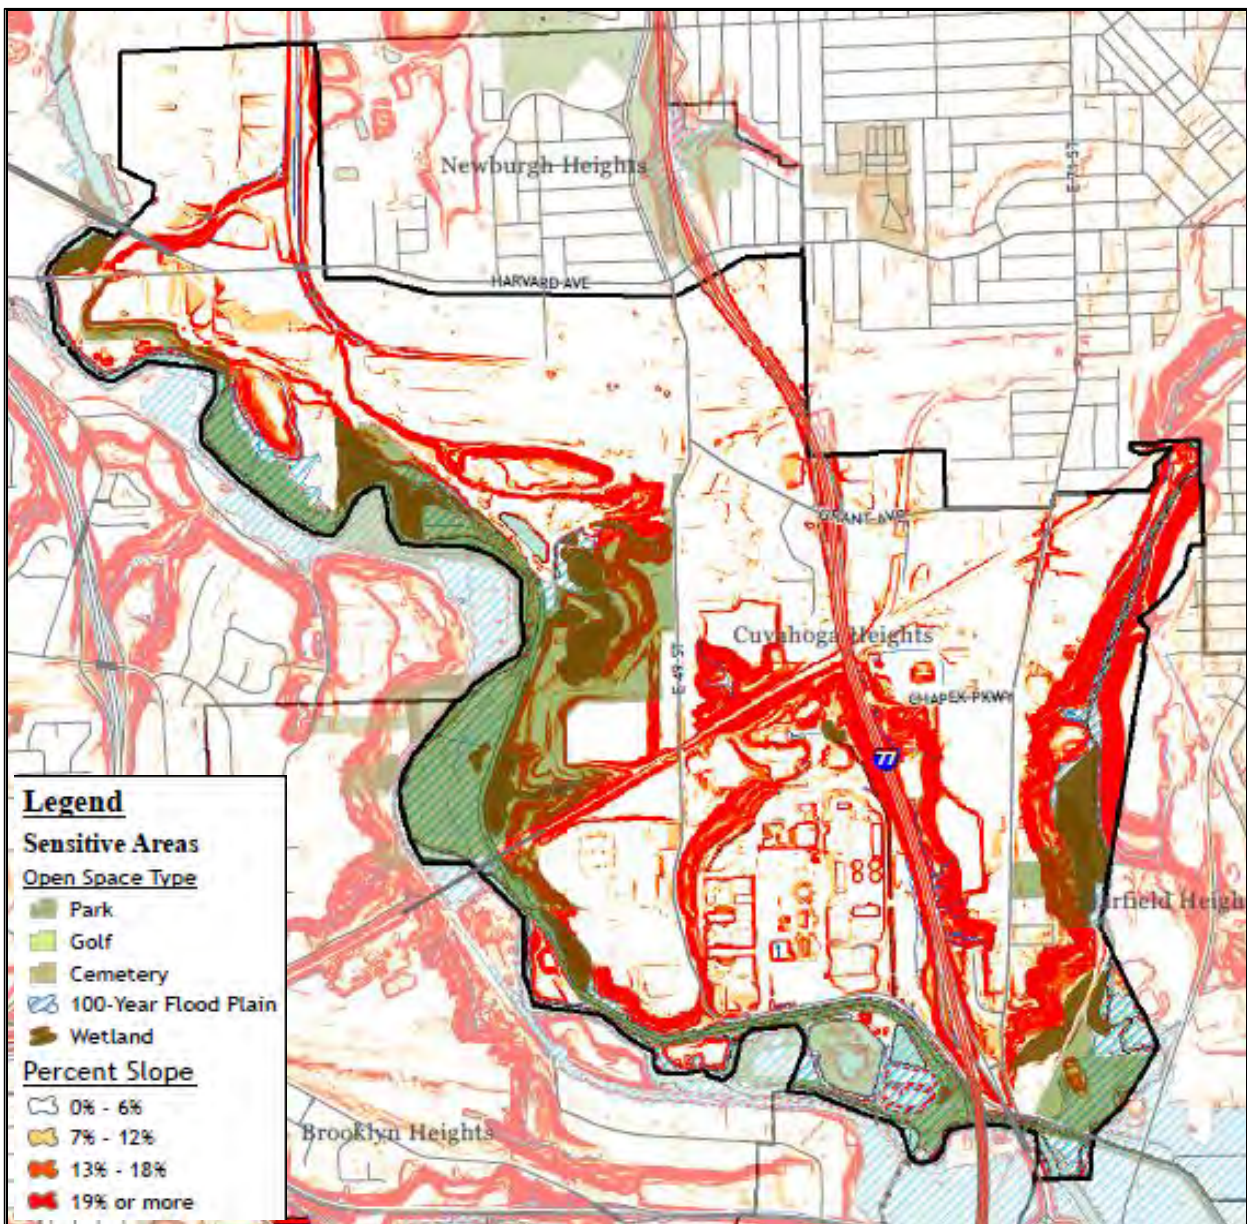 Newburgh Heights
E 71 ST
HARVARD AVE
GRANT AVE
Cuyahoga Heights
E 49 ST
CHAPEK PKWY
77
Brooklyn Heights
Legend
Sensitive Areas
Open Space Type
Park
Golf
Cemetery
100-Year Flood Plain
Wetland
Percent Slope
0% - 6%
7% - 12%
13% - 18%
19% or more